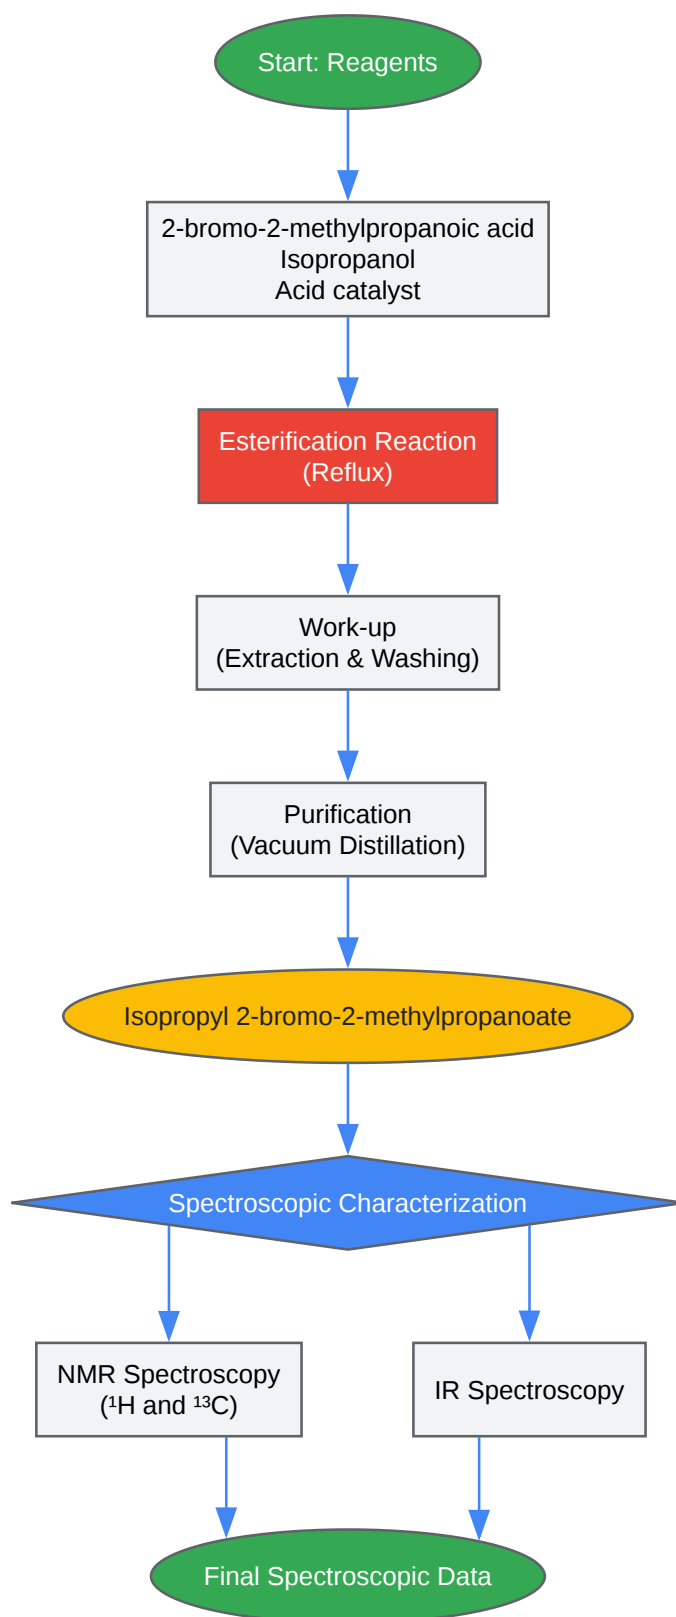 Start: Reagents
2-bromo-2-methylpropanoic acid
Isopropanol
Acid catalyst
Esterification Reaction
(Reflux)
Work-up
(Extraction & Washing)
Purification
(Vacuum Distillation)
Isopropyl 2-bromo-2-methylpropanoate
Spectroscopic Characterization
NMR Spectroscopy
(¹H and ¹³C)
IR Spectroscopy
Final Spectroscopic Data